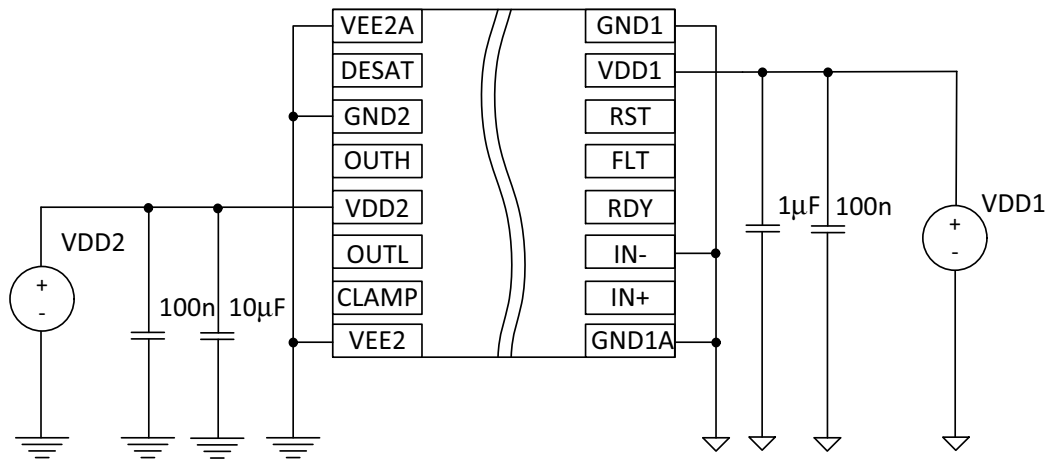 VEE2A
DESAT
GND2
OUTH
VDD2
OUTL
CLAMP
VEE2
GND1
VDD1
RST
FLT
RDY
IN-
IN+
GND1A
VDD2
+
-
100n
10μF
1μF
100n
VDD1
+
-